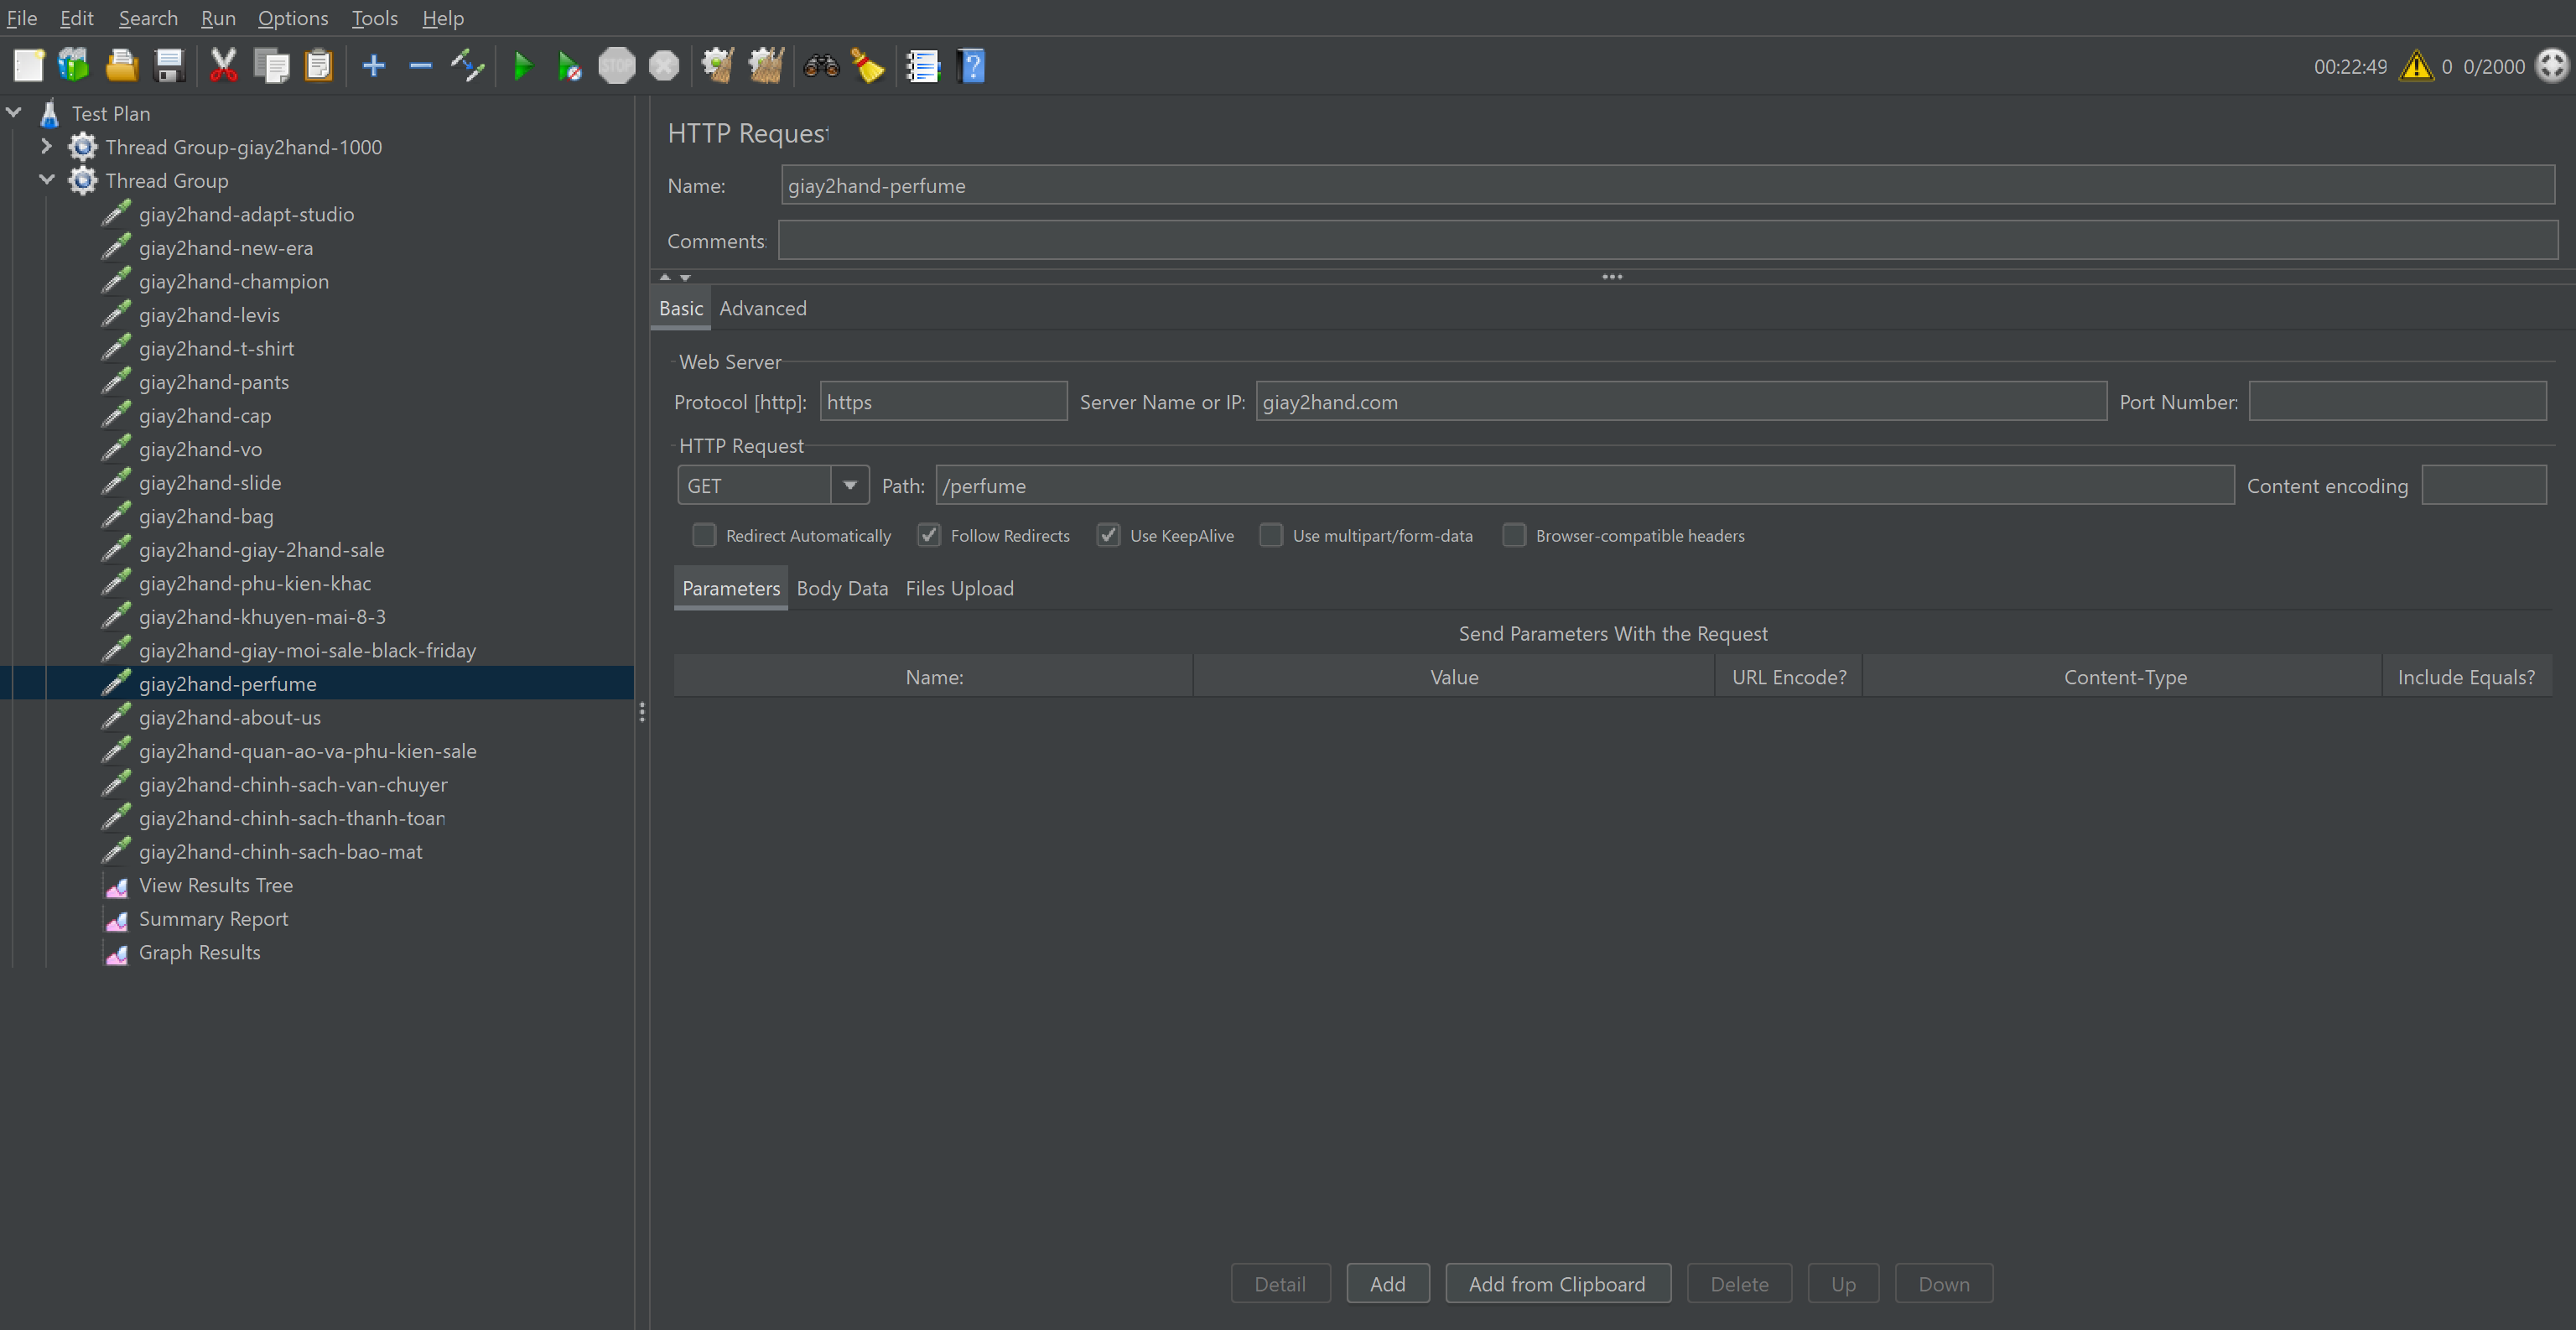 File Edit Search Run Options Tools Help
STOP
00:22:49 0 0/2000
Test Plan
Thread Group-giay2hand-1000
Thread Group
giay2hand-adapt-studio
giay2hand-new-era
giay2hand-champion
giay2hand-levis
giay2hand-t-shirt
giay2hand-pants
giay2hand-cap
giay2hand-vo
giay2hand-slide
giay2hand-bag
giay2hand-giay-2hand-sale
giay2hand-phu-kien-khac
giay2hand-khuyen-mai-8-3
giay2hand-giay-moi-sale-black-friday
giay2hand-perfume
giay2hand-about-us
giay2hand-quan-ao-va-phu-kien-sale
giay2hand-chinh-sach-van-chuyer
giay2hand-chinh-sach-thanh-toan
giay2hand-chinh-sach-bao-mat
View Results Tree
Summary Report
Graph Results
HTTP Request
Name: giay2hand-perfume
Comments:
Basic Advanced
Web Server
Protocol [http]: https Server Name or IP: giay2hand.com Port Number:
HTTP Request
GET Path: /perfume Content encoding
Redirect Automatically Follow Redirects Use KeepAlive Use multipart/form-data Browser-compatible headers
Parameters Body Data Files Upload
Send Parameters With the Request
Name: Value URL Encode? Content-Type Include Equals?
Detail Add Add from Clipboard Delete Up Down